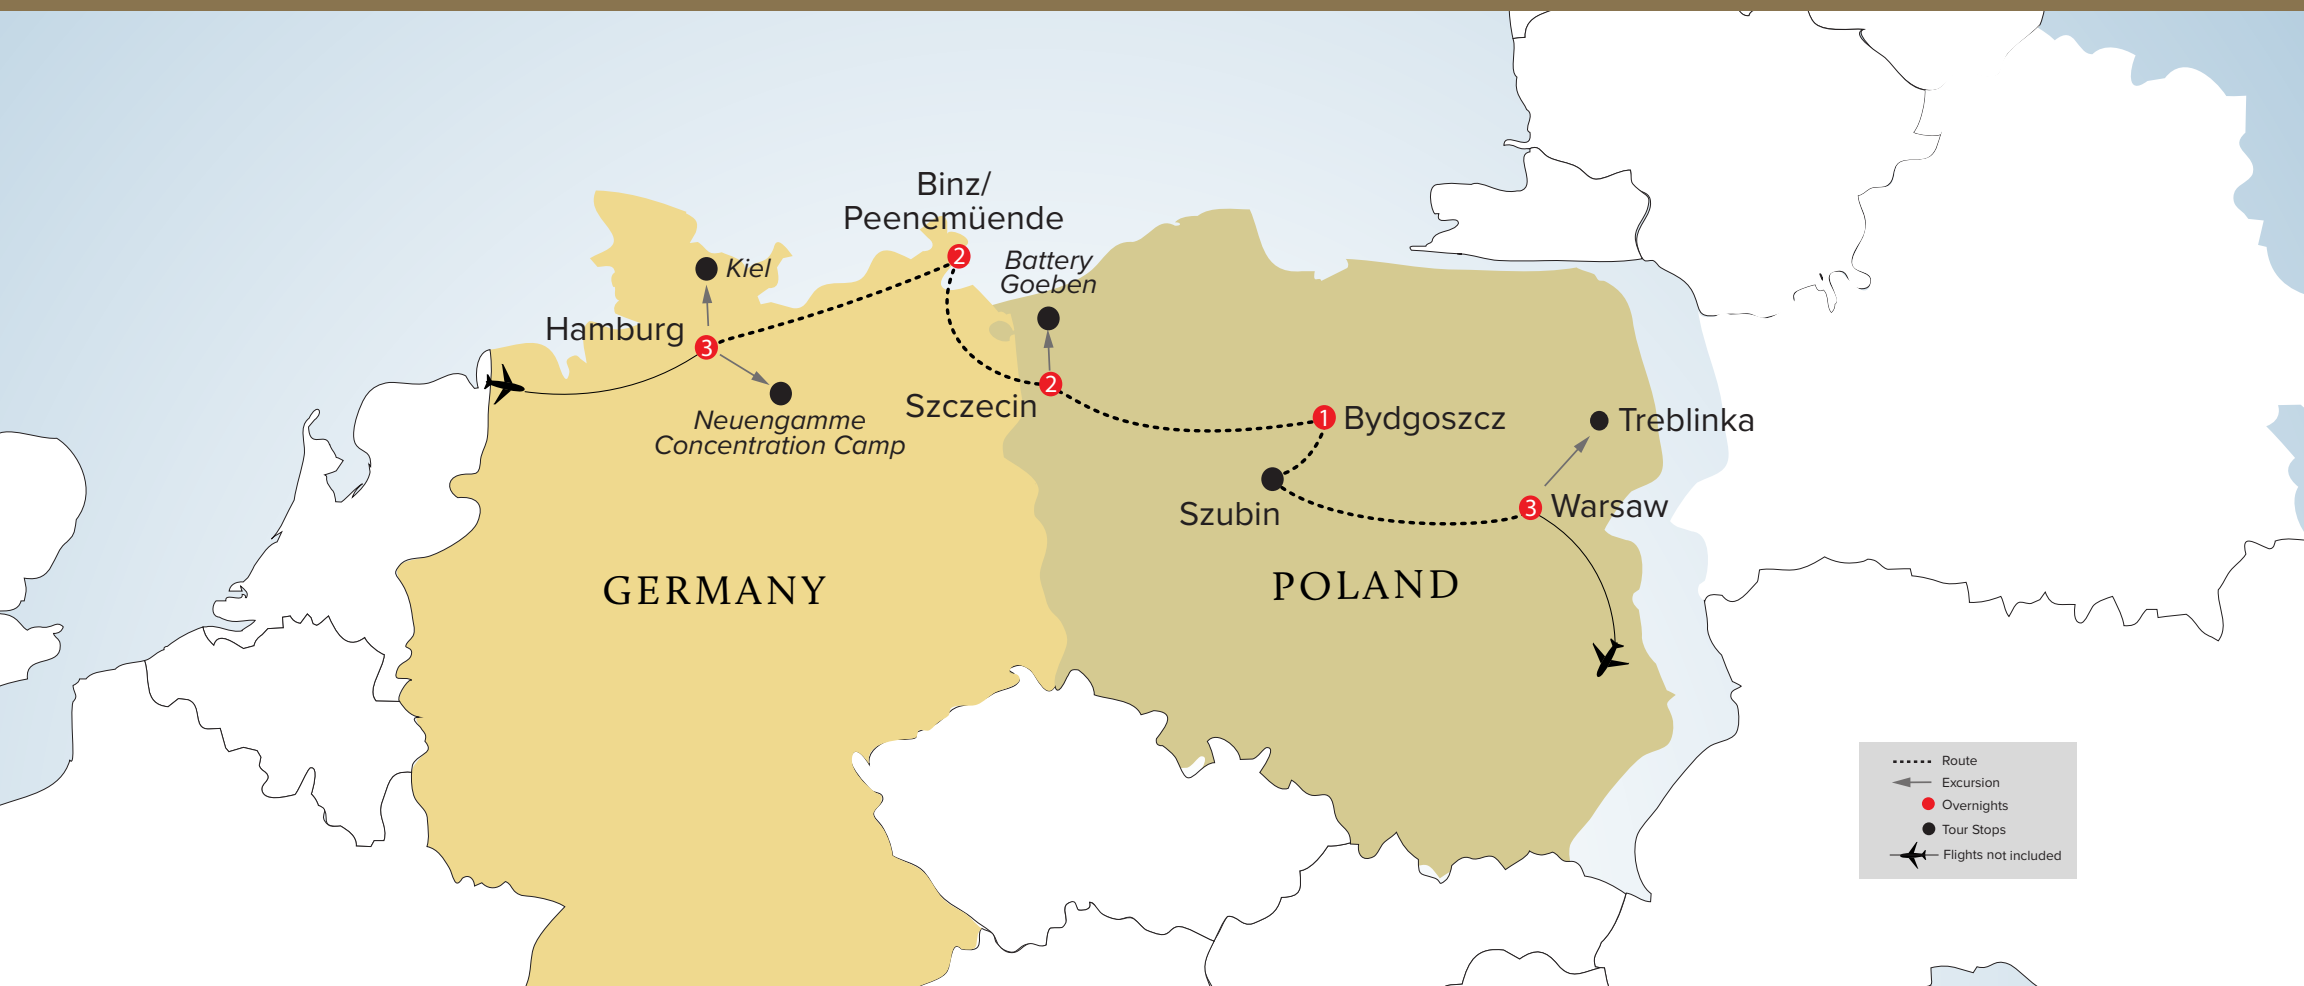 Binz/
Peenemüende
2
Battery
Goeben
Kiel
Hamburg
3
2
Szczecin
Neuengamme
Concentration Camp
1 Bydgoszcz
Treblinka
Szubin
3 Warsaw
GERMANY
POLAND
Route
Excursion
Overnights
Tour Stops
Flights not included